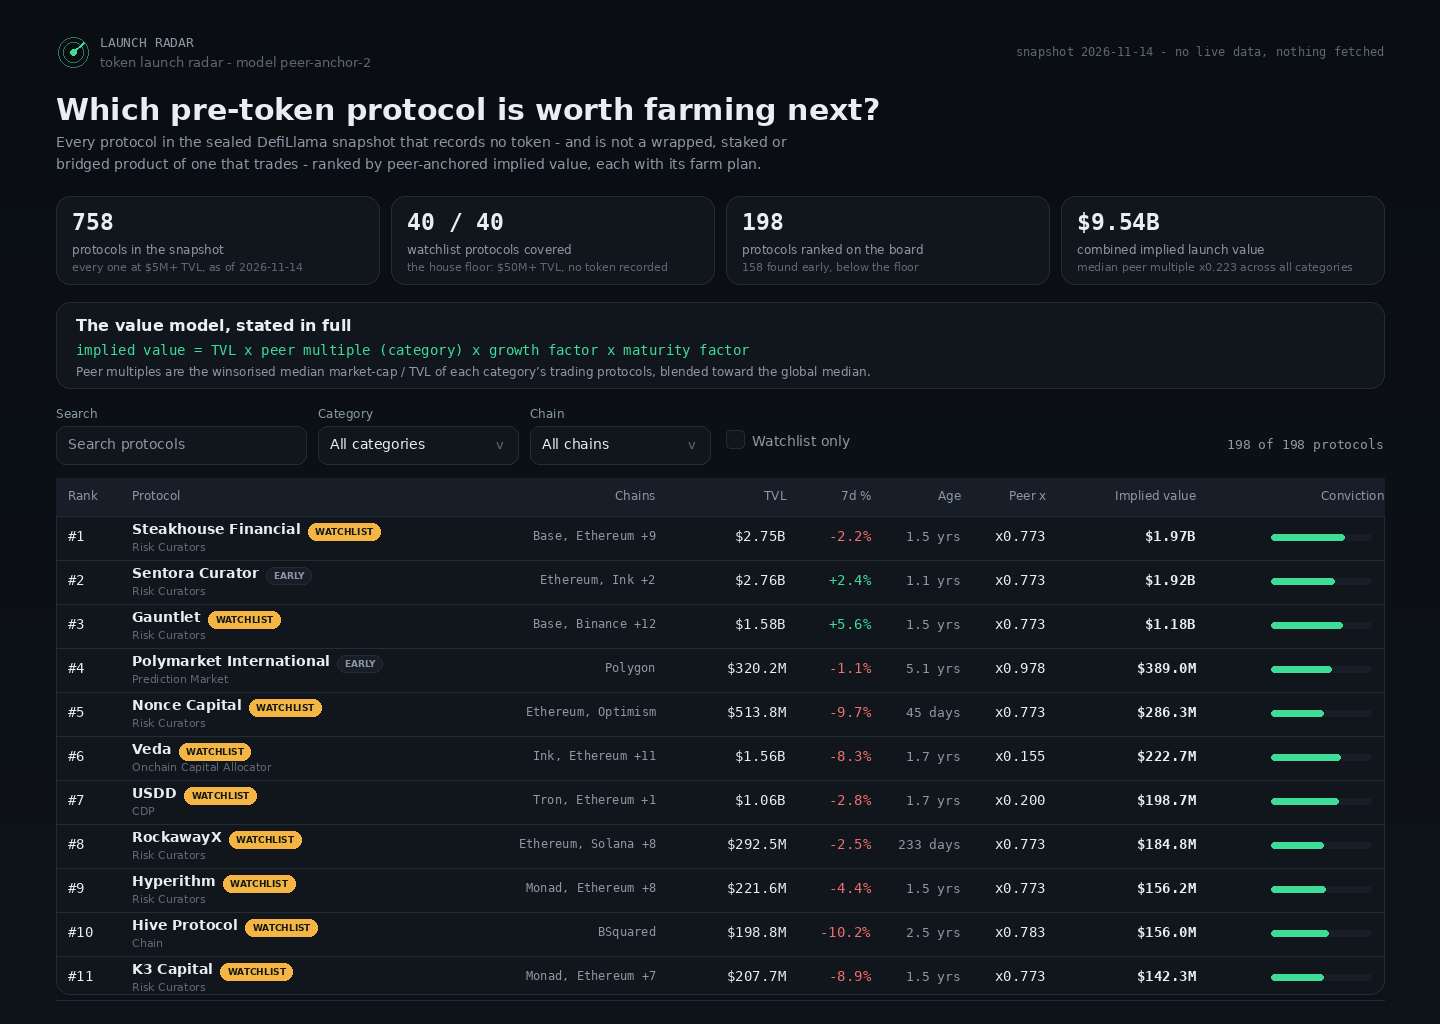 LAUNCH RADAR
token launch radar - model peer-anchor-2
snapshot 2026-11-14 - no live data, nothing fetched
Which pre-token protocol is worth farming next?
Every protocol in the sealed DefiLlama snapshot that records no token - and is not a wrapped, staked or
bridged product of one that trades - ranked by peer-anchored implied value, each with its farm plan.
758
protocols in the snapshot
every one at $5M+ TVL, as of 2026-11-14
40 / 40
watchlist protocols covered
the house floor: $50M+ TVL, no token recorded
198
protocols ranked on the board
158 found early, below the floor
$9.54B
combined implied launch value
median peer multiple x0.223 across all categories
The value model, stated in full
implied value = TVL x peer multiple (category) x growth factor x maturity factor
Peer multiples are the winsorised median market-cap / TVL of each category's trading protocols, blended toward the global median.
Search
Category
Chain
Search protocols
All categories v
All chains v
Watchlist only
198 of 198 protocols
Rank Protocol Chains TVL 7d % Age Peer x Implied value Conviction
#1 Steakhouse Financial WATCHLIST Base, Ethereum +9 $2.75B -2.2% 1.5 yrs x0.773 $1.97B
Risk Curators
#2 Sentora Curator EARLY Ethereum, Ink +2 $2.76B +2.4% 1.1 yrs x0.773 $1.92B
Risk Curators
#3 Gauntlet WATCHLIST Base, Binance +12 $1.58B +5.6% 1.5 yrs x0.773 $1.18B
Risk Curators
#4 Polymarket International EARLY Polygon $320.2M -1.1% 5.1 yrs x0.978 $389.0M
Prediction Market
#5 Nonce Capital WATCHLIST Ethereum, Optimism $513.8M -9.7% 45 days x0.773 $286.3M
Risk Curators
#6 Veda WATCHLIST Ink, Ethereum +11 $1.56B -8.3% 1.7 yrs x0.155 $222.7M
Onchain Capital Allocator
#7 USDD WATCHLIST Tron, Ethereum +1 $1.06B -2.8% 1.7 yrs x0.200 $198.7M
CDP
#8 RockawayX WATCHLIST Ethereum, Solana +8 $292.5M -2.5% 233 days x0.773 $184.8M
Risk Curators
#9 Hyperithm WATCHLIST Monad, Ethereum +8 $221.6M -4.4% 1.5 yrs x0.773 $156.2M
Risk Curators
#10 Hive Protocol WATCHLIST BSquared $198.8M -10.2% 2.5 yrs x0.783 $156.0M
Chain
#11 K3 Capital WATCHLIST Monad, Ethereum +7 $207.7M -8.9% 1.5 yrs x0.773 $142.3M
Risk Curators